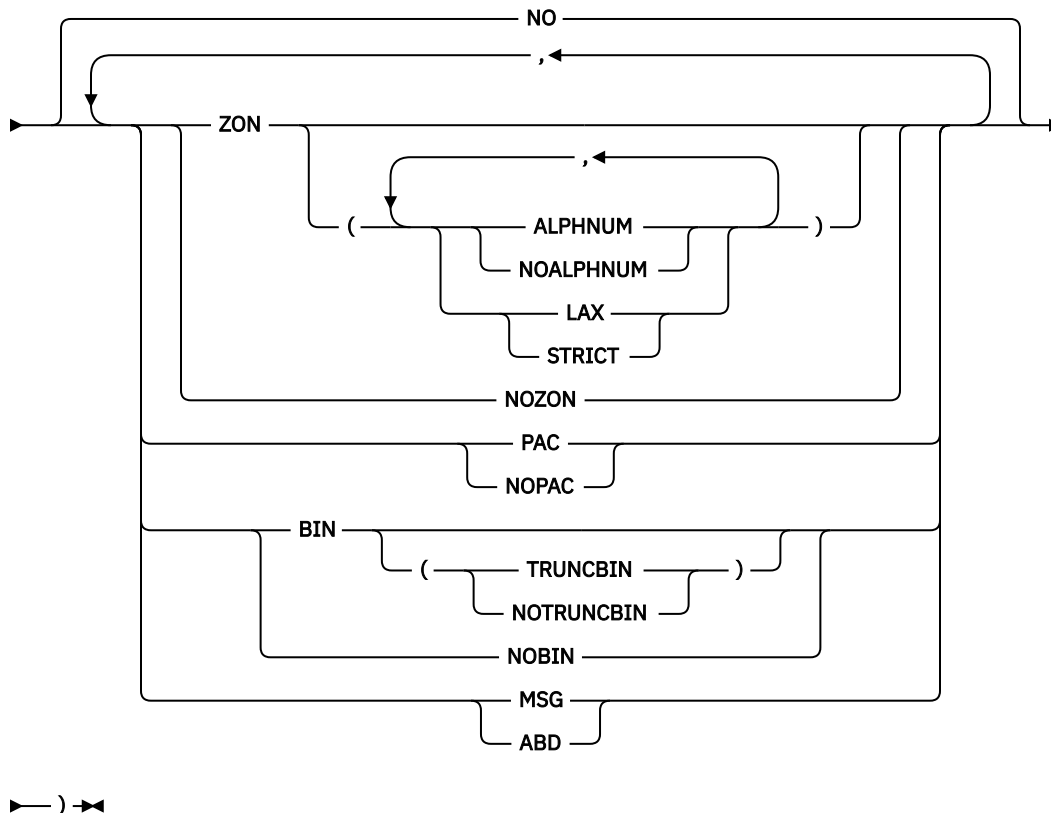 NO
,
ZON
,
( ALPHNUM )
NOALPHNUM
LAX
STRICT
NOZON
PAC
NOPAC
BIN
( TRUNCBIN )
NOTRUNCBIN
NOBIN
MSG
ABD
)